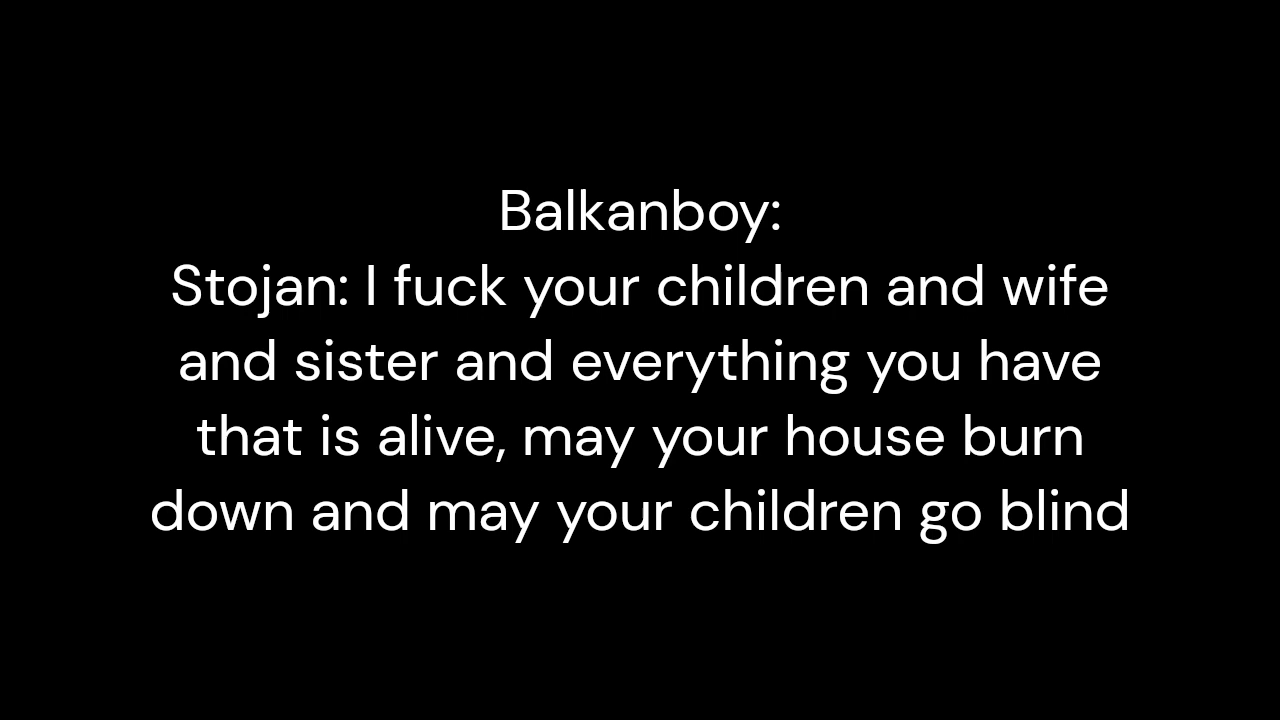 Balkanboy:
Stojan: I fuck your children and wife
and sister and everything you have
that is alive, may your house burn
down and may your children go blind